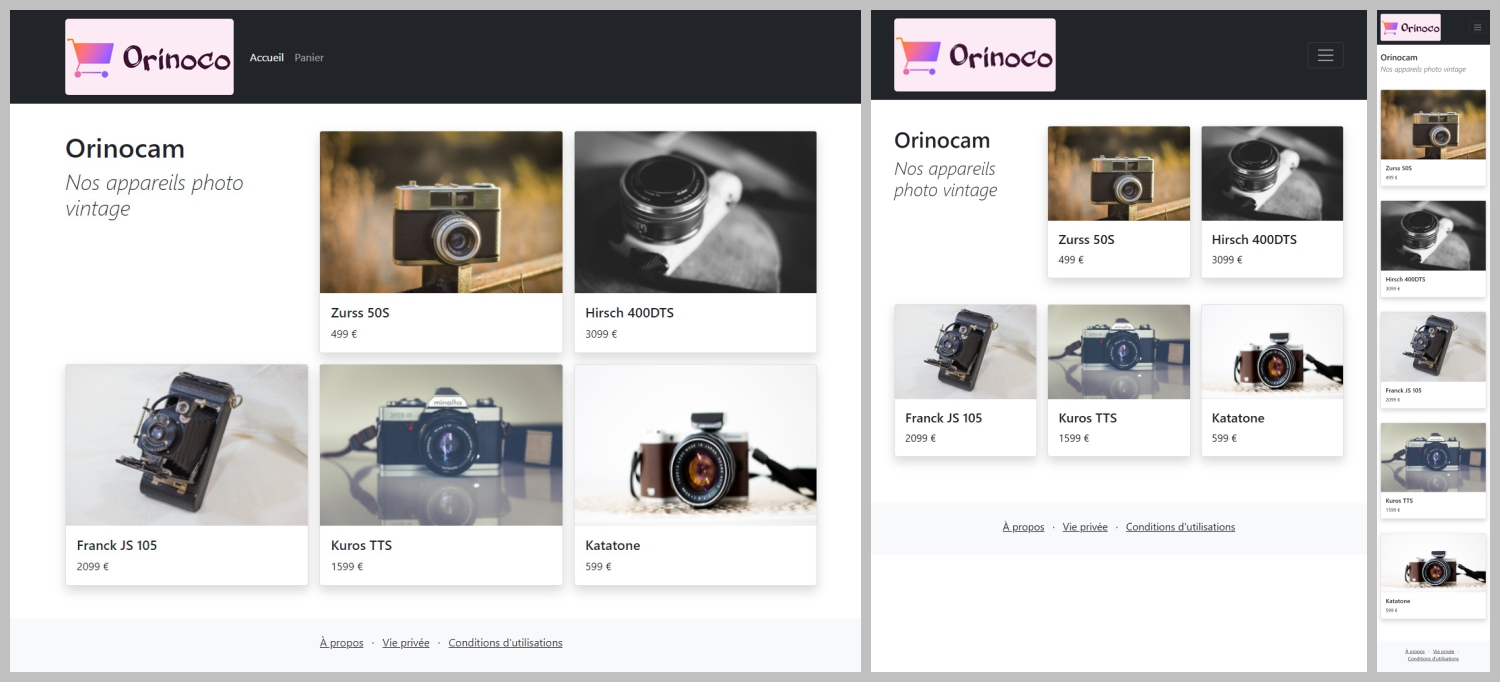 Orinoco
Accueil Panier
Orinocam
Nos appareils photo
vintage
Zurss 50S
499 €
Hirsch 400DTS
3099 €
Franck JS 105
2099 €
minolta
Kuros TTS
1599 €
Katatone
599 €
À propos · Vie privée · Conditions d'utilisations
Orinoco
Orinocam
Nos appareils
photo vintage
Zurss 50S
499 €
Hirsch 400DTS
3099 €
Franck JS 105
2099 €
Kuros TTS
1599 €
Katatone
599 €
À propos · Vie privée · Conditions d'utilisations
Orinoco
Orinocam
Nos appareils photo vintage
Zurss 50S
499 €
Hirsch 400DTS
3099 €
Franck JS 105
2099 €
Kuros TTS
1599 €
Katatone
599 €
À propos · Vie privée ·
Conditions d'utilisations